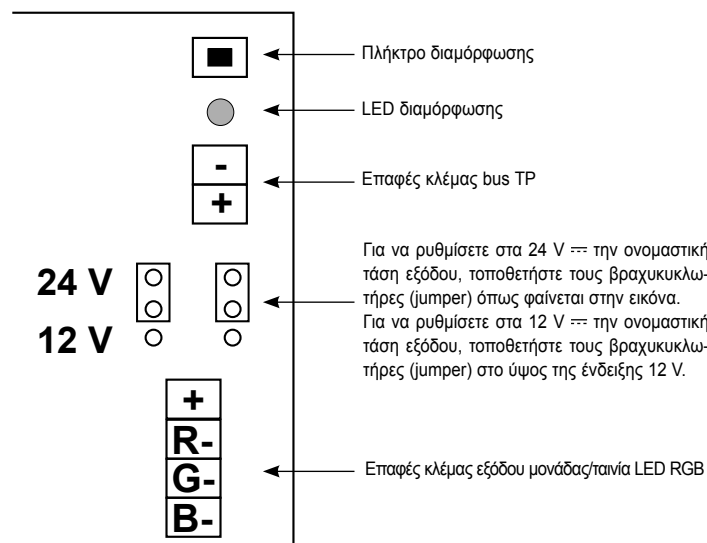 Πλήκτρο διαμόρφωσης
LED διαμόρφωσης
-
+
Επαφές κλέμας bus TP
24 V
12 V
Για να ρυθμίσετε στα 24 V ⎓ την ονομαστική
τάση εξόδου, τοποθετήστε τους βραχυκυκλω-
τήρες (jumper) όπως φαίνεται στην εικόνα.
Για να ρυθμίσετε στα 12 V ⎓ την ονομαστική
τάση εξόδου, τοποθετήστε τους βραχυκυκλω-
τήρες (jumper) στο ύψος της ένδειξης 12 V.
+
R-
G-
B-
Επαφές κλέμας εξόδου μονάδας/ταινία LED RGB